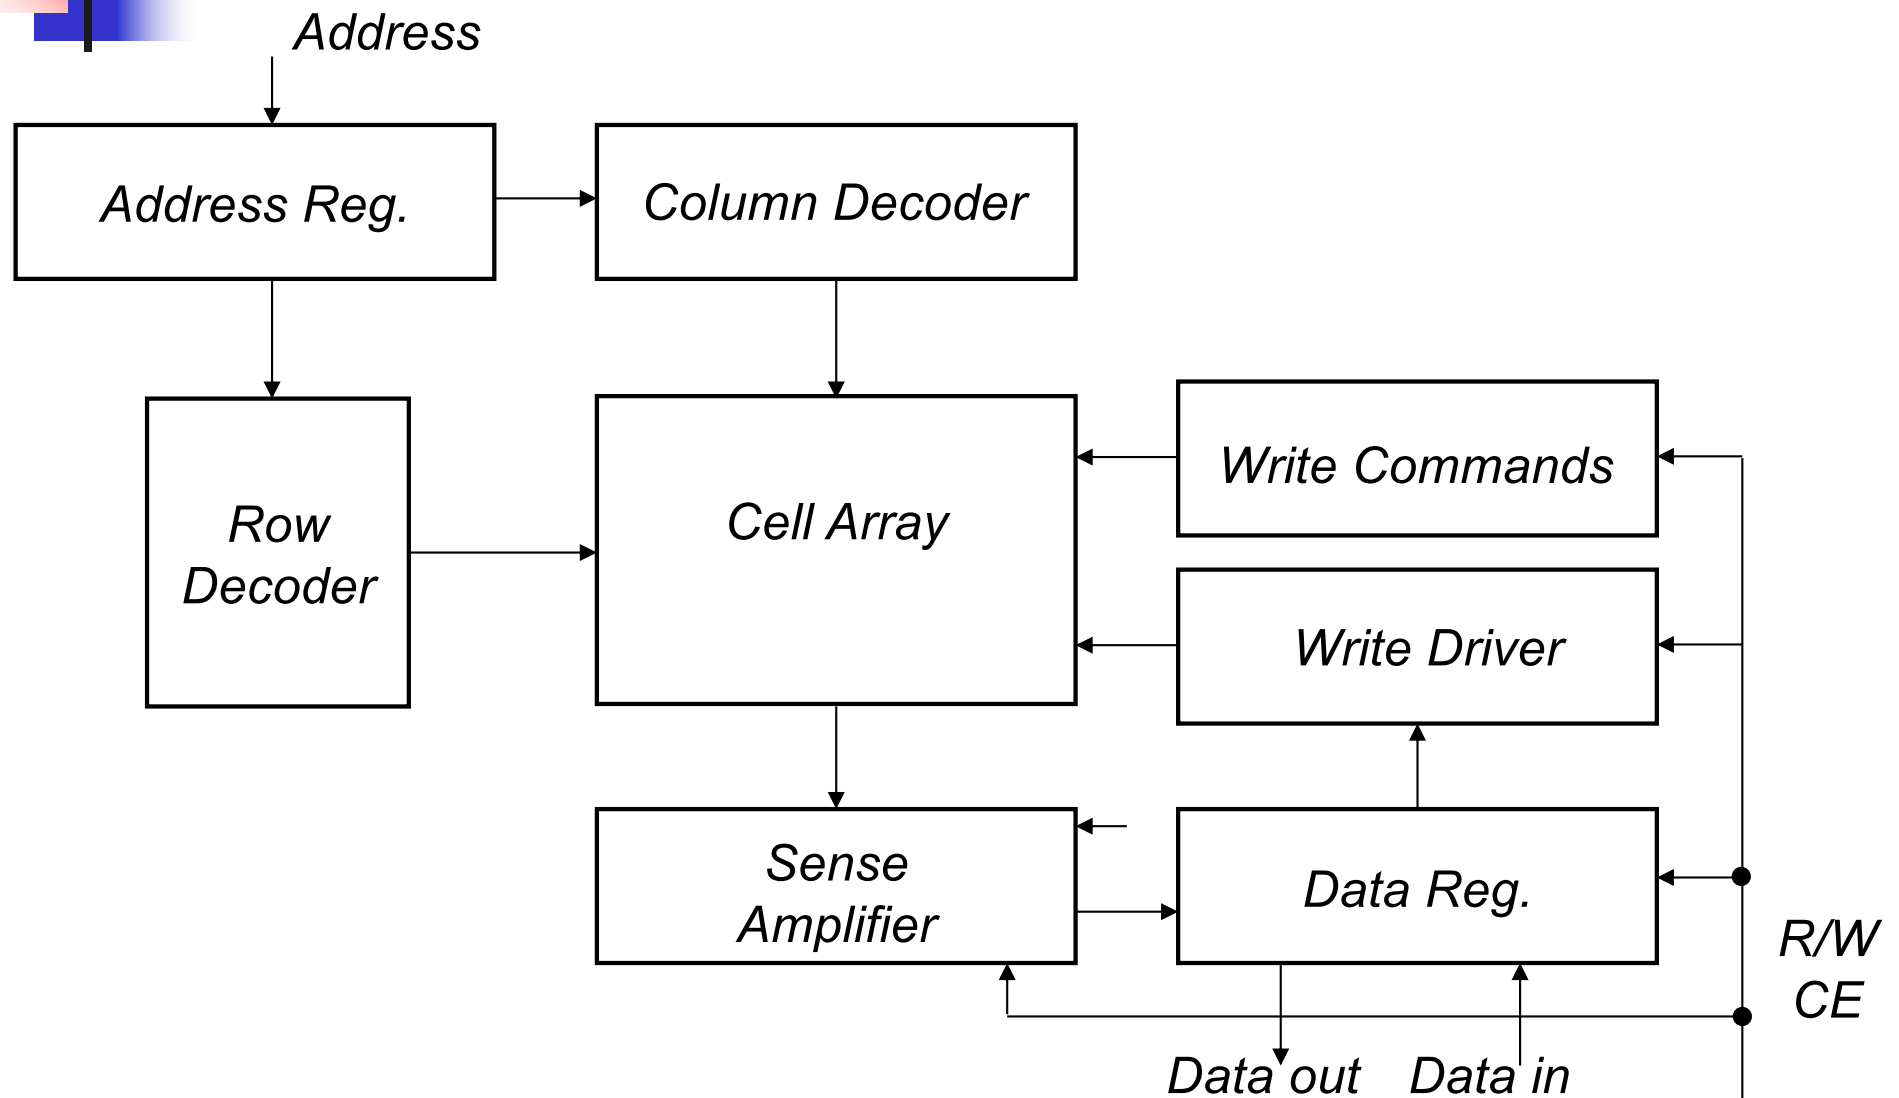 Address
Address Reg.
Column Decoder
Row
Decoder
Cell Array
Write Commands
Write Driver
Sense
Amplifier
Data Reg.
R/W
CE
Data out
Data in